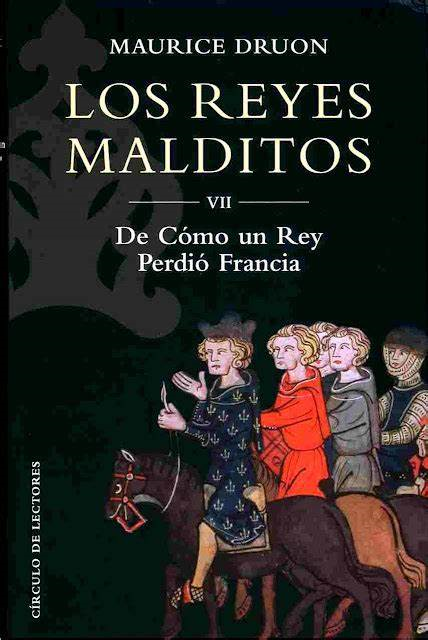 MAURICE DRUON
LOS REYES
MALDITOS
VII
De Cómo un Rey
Perdió Francia
CÍRCULO DE LECTORES